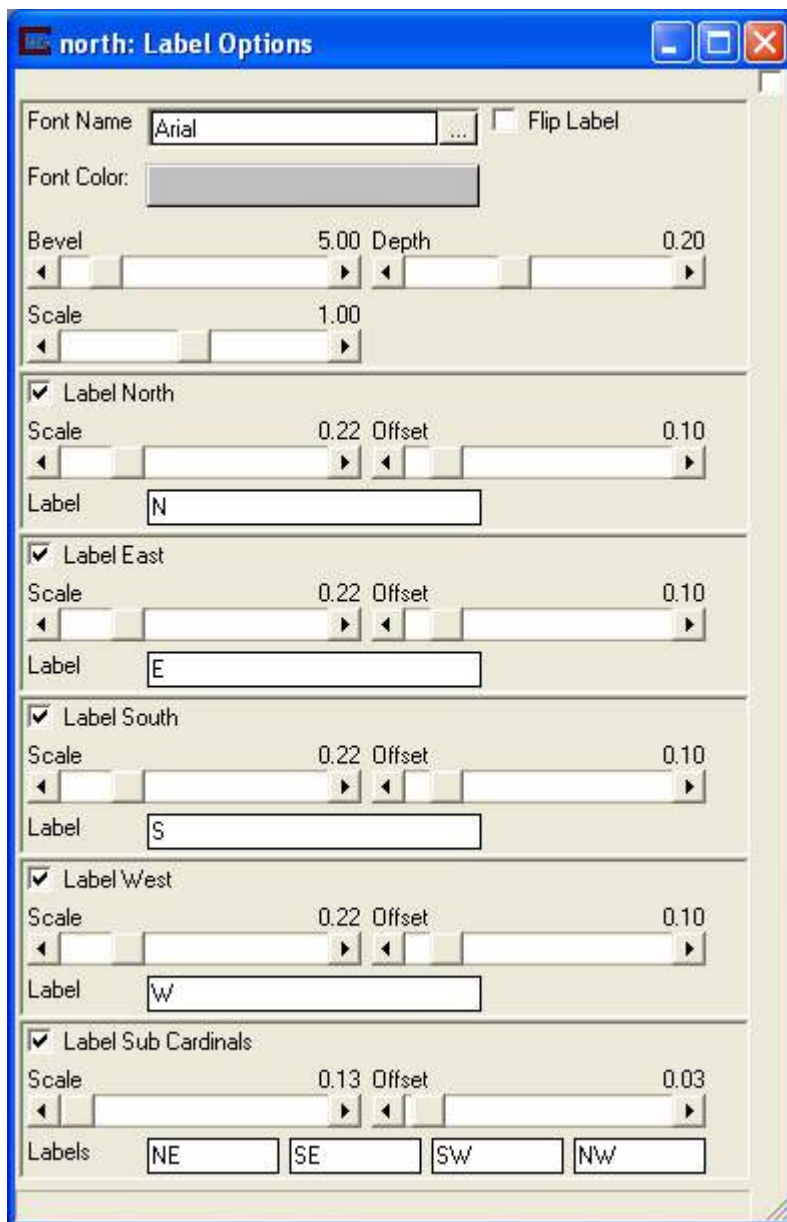 north: Label Options
Font Name Arial ... Flip Label
Font Color:
Bevel 5.00 Depth 0.20
Scale 1.00
Label North
Scale 0.22 Offset 0.10
Label N
Label East
Scale 0.22 Offset 0.10
Label E
Label South
Scale 0.22 Offset 0.10
Label S
Label West
Scale 0.22 Offset 0.10
Label W
Label Sub Cardinals
Scale 0.13 Offset 0.03
Labels NE SE SW NW